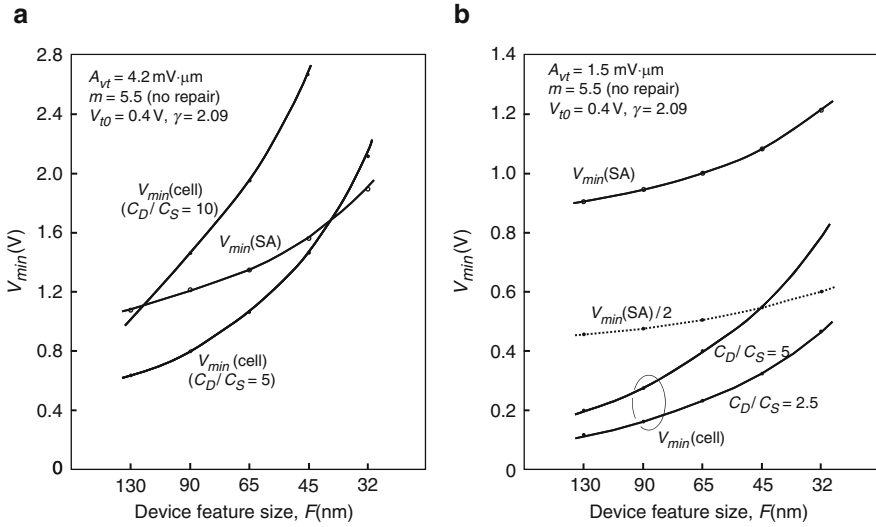 a
A_vt = 4.2 mV·μm
m = 5.5 (no repair)
V_t0 = 0.4 V, γ = 2.09
V_min(cell)
(C_D / C_S = 10)
V_min(SA)
V_min (cell)
(C_D / C_S = 5)
V_min(V)
2.8
2.4
2.0
1.6
1.2
0.8
0.4
0
130 90 65 45 32
Device feature size, F(nm)
b
A_vt = 1.5 mV·μm
m = 5.5 (no repair)
V_t0 = 0.4 V, γ = 2.09
V_min(SA)
V_min(SA)/2
C_D / C_S = 5
C_D / C_S = 2.5
V_min(cell)
V_min(V)
1.4
1.2
1.0
0.8
0.6
0.4
0.2
0
130 90 65 45 32
Device feature size, F(nm)